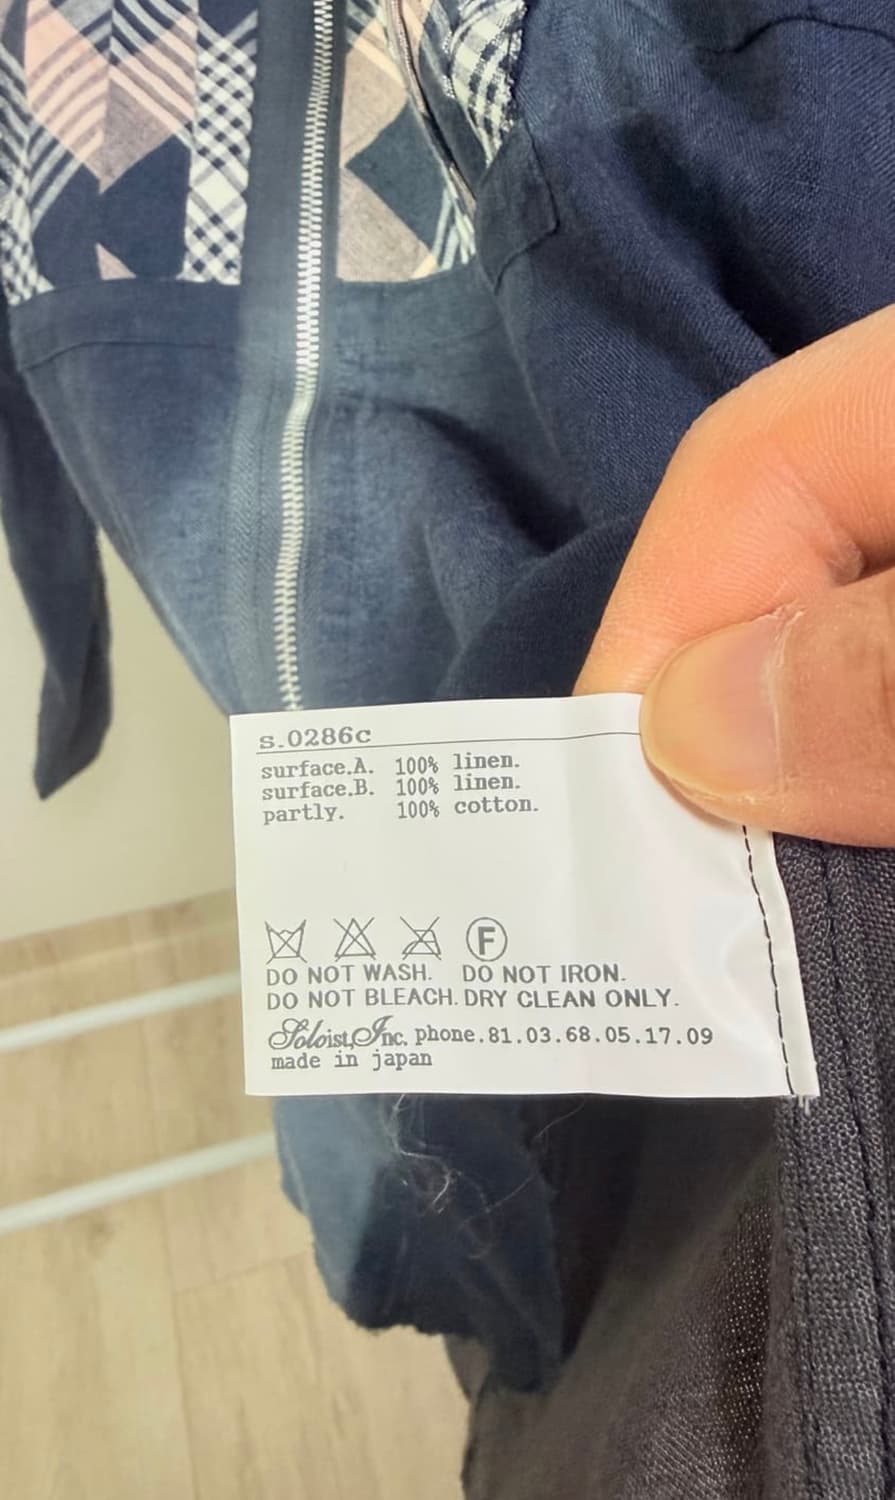 s.0286c
surface.A. 100% linen.
surface.B. 100% linen.
partly. 100% cotton.
F
DO NOT WASH. DO NOT IRON.
DO NOT BLEACH. DRY CLEAN ONLY.
Soloist, Inc. phone.81.03.68.05.17.09
made in japan